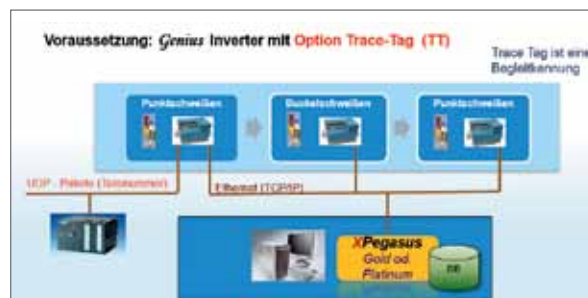 Voraussetzung: Genius Inverter mit Option Trace-Tag (TT)
Trace Tag ist eine
Begleitkennung
Punktschweißen
Buckelschweißen
Punktschweißen
UDP - Pakete (Teilenummer)
Ethernet (TCP/IP)
XPegasus
Gold od.
Platinum
DB